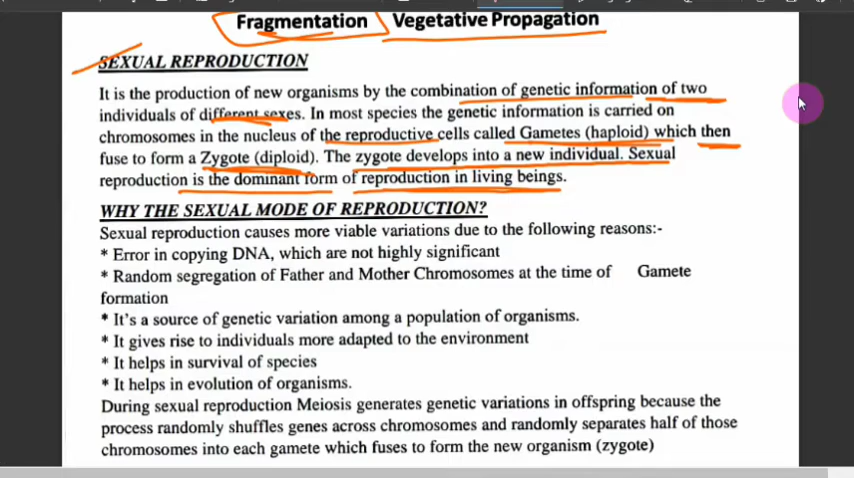 Fragmentation Vegetative Propagation
SEXUAL REPRODUCTION
It is the production of new organisms by the combination of genetic information of two
individuals of different sexes. In most species the genetic information is carried on
chromosomes in the nucleus of the reproductive cells called Gametes (haploid) which then
fuse to form a Zygote (diploid). The zygote develops into a new individual. Sexual
reproduction is the dominant form of reproduction in living beings.
WHY THE SEXUAL MODE OF REPRODUCTION?
Sexual reproduction causes more viable variations due to the following reasons:-
* Error in copying DNA, which are not highly significant
* Random segregation of Father and Mother Chromosomes at the time of Gamete
formation
* It's a source of genetic variation among a population of organisms.
* It gives rise to individuals more adapted to the environment
* It helps in survival of species
* It helps in evolution of organisms.
During sexual reproduction Meiosis generates genetic variations in offspring because the
process randomly shuffles genes across chromosomes and randomly separates half of those
chromosomes into each gamete which fuses to form the new organism (zygote)